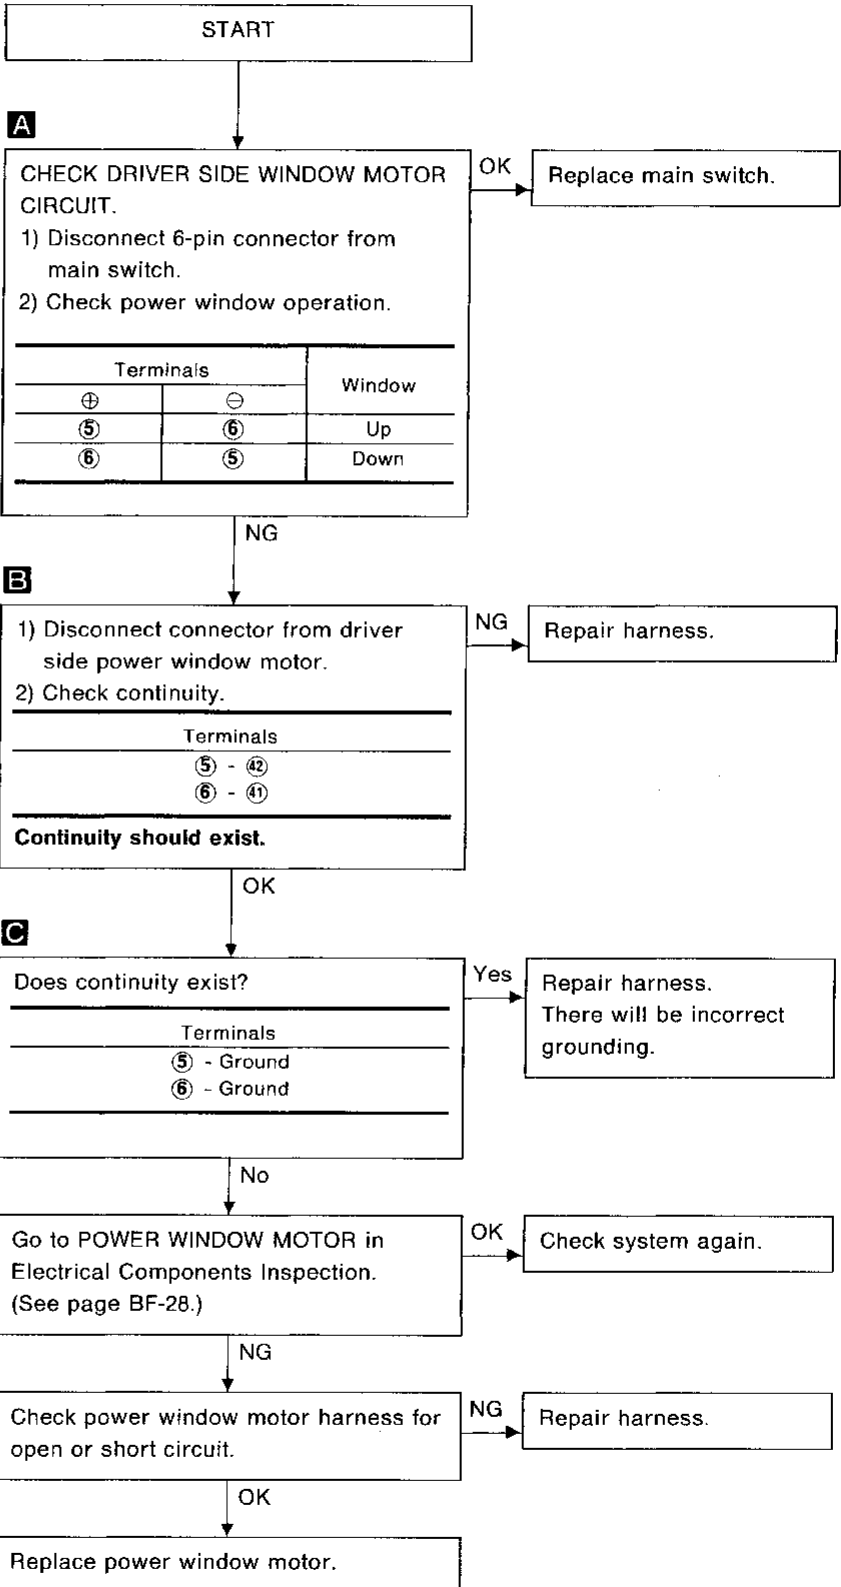 START
A
CHECK DRIVER SIDE WINDOW MOTOR
CIRCUIT.
1) Disconnect 6-pin connector from
main switch.
2) Check power window operation.
Terminals
Window
⊕ ⊖
⑤ ⑥ Up
⑥ ⑤ Down
OK
Replace main switch.
NG
B
1) Disconnect connector from driver
side power window motor.
2) Check continuity.
Terminals
⑤ - ㊷
⑥ - ㊶
Continuity should exist.
NG
Repair harness.
OK
C
Does continuity exist?
Terminals
⑤ - Ground
⑥ - Ground
Yes
Repair harness.
There will be incorrect
grounding.
No
Go to POWER WINDOW MOTOR in
Electrical Components Inspection.
(See page BF-28.)
OK
Check system again.
NG
Check power window motor harness for
open or short circuit.
NG
Repair harness.
OK
Replace power window motor.